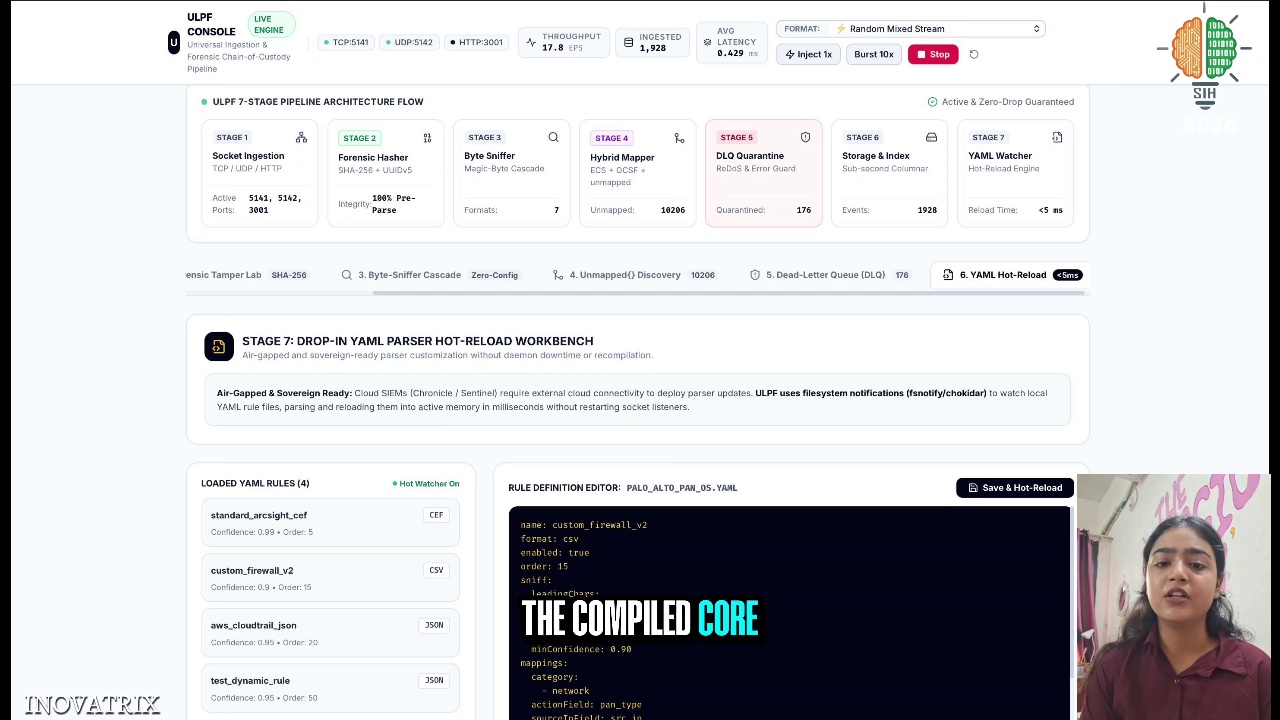 ULPF
CONSOLE
LIVE
ENGINE
U
Universal Ingestion &
Forensic Chain-of-Custody
Pipeline
TCP:5141
UDP:5142
HTTP:3001
THROUGHPUT
17.8 EPS
INGESTED
1,928
AVG
LATENCY
0.429 ms
FORMAT: ⚡ Random Mixed Stream
Inject 1x
Burst 10x
Stop
SIH
2026
ULPF 7-STAGE PIPELINE ARCHITECTURE FLOW
Active & Zero-Drop Guaranteed
STAGE 1
Socket Ingestion
TCP / UDP / HTTP
Active Ports: 5141, 5142, 3001
STAGE 2
Forensic Hasher
SHA-256 + UUIDv5
Integrity: 100% Pre-Parse
STAGE 3
Byte Sniffer
Magic-Byte Cascade
Formats: 7
STAGE 4
Hybrid Mapper
ECS + OCSF +
unmapped
Unmapped: 10206
STAGE 5
DLQ Quarantine
ReDoS & Error Guard
Quarantined: 176
STAGE 6
Storage & Index
Sub-second Columnar
Events: 1928
STAGE 7
YAML Watcher
Hot-Reload Engine
Reload Time: <5 ms
ensic Tamper Lab SHA-256
3. Byte-Sniffer Cascade Zero-Config
4. Unmapped{} Discovery 10206
5. Dead-Letter Queue (DLQ) 176
6. YAML Hot-Reload <5ms
STAGE 7: DROP-IN YAML PARSER HOT-RELOAD WORKBENCH
Air-gapped and sovereign-ready parser customization without daemon downtime or recompilation.
Air-Gapped & Sovereign Ready: Cloud SIEMs (Chronicle / Sentinel) require external cloud connectivity to deploy parser updates. ULPF uses filesystem notifications (fsnotify/chokidar) to watch local
YAML rule files, parsing and reloading them into active memory in milliseconds without restarting socket listeners.
LOADED YAML RULES (4)
Hot Watcher On
standard_arcsight_cef CEF
Confidence: 0.99 • Order: 5
custom_firewall_v2 CSV
Confidence: 0.9 • Order: 15
aws_cloudtrail_json JSON
Confidence: 0.95 • Order: 20
test_dynamic_rule JSON
Confidence: 0.95 • Order: 50
RULE DEFINITION EDITOR: PALO_ALTO_PAN_OS.YAML
Save & Hot-Reload
name: custom_firewall_v2
format: csv
enabled: true
order: 15
sniff:
leadingChars:
THE COMPILED CORE
minConfidence: 0.90
mappings:
category:
- network
actionField: pan_type
sourceIpField: src_ip
INOVATRIX